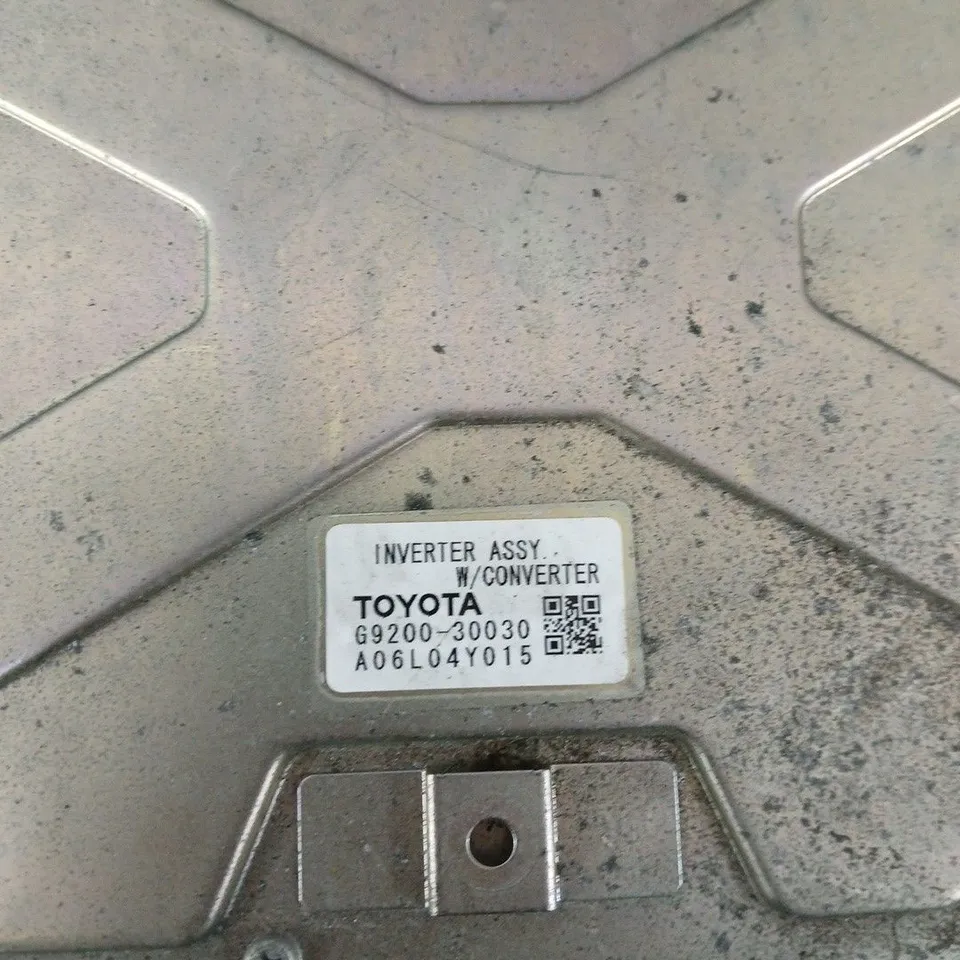 INVERTER ASSY..
W/CONVERTER
TOYOTA
G9200-30030
A06L04Y015